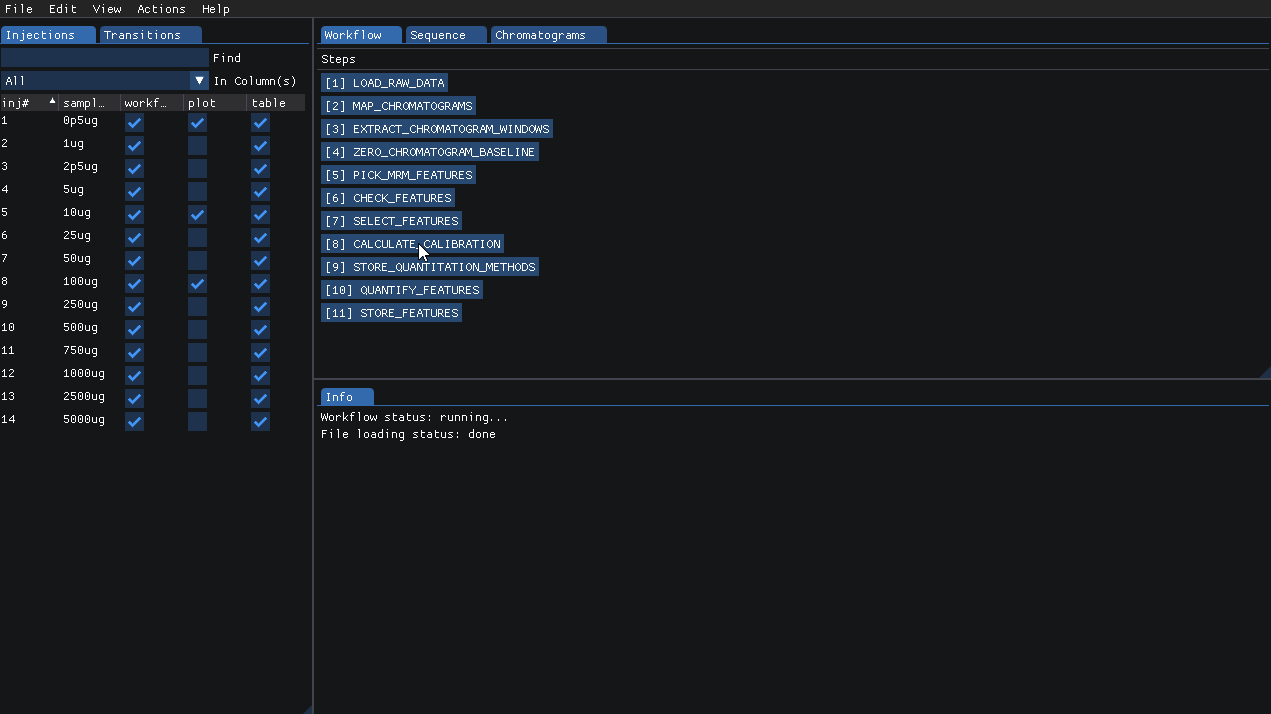 File Edit View Actions Help
Injections Transitions
Find
All In Column(s)
inj# sampl… workf… plot table
1 0p5ug
2 1ug
3 2p5ug
4 5ug
5 10ug
6 25ug
7 50ug
8 100ug
9 250ug
10 500ug
11 750ug
12 1000ug
13 2500ug
14 5000ug
Workflow Sequence Chromatograms
Steps
[1] LOAD_RAW_DATA
[2] MAP_CHROMATOGRAMS
[3] EXTRACT_CHROMATOGRAM_WINDOWS
[4] ZERO_CHROMATOGRAM_BASELINE
[5] PICK_MRM_FEATURES
[6] CHECK_FEATURES
[7] SELECT_FEATURES
[8] CALCULATE_CALIBRATION
[9] STORE_QUANTITATION_METHODS
[10] QUANTIFY_FEATURES
[11] STORE_FEATURES
Info
Workflow status: running...
File loading status: done